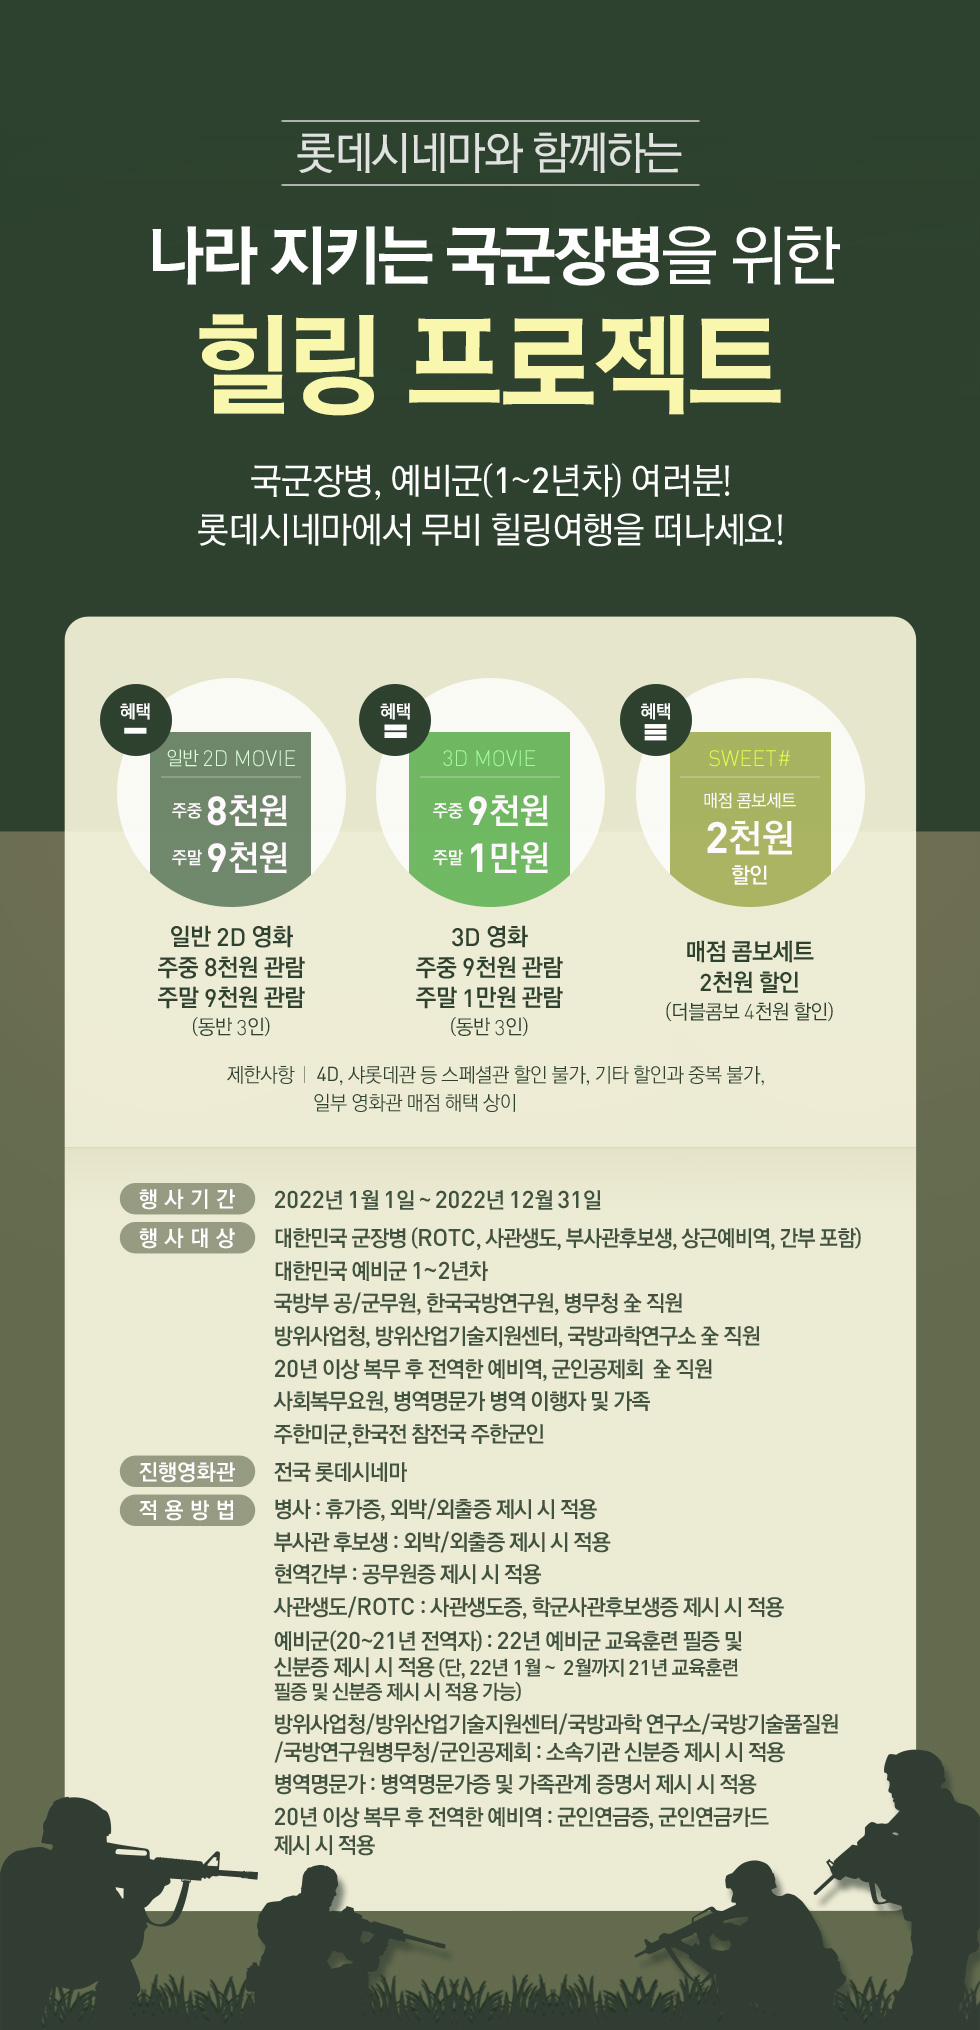 롯데시네마와 함께하는
나라 지키는 국군장병을 위한
힐링 프로젝트
국군장병, 예비군(1~2년차) 여러분!
롯데시네마에서 무비 힐링여행을 떠나세요!
혜택
一
일반 2D MOVIE
주중 8천원
주말 9천원
일반 2D 영화
주중 8천원 관람
주말 9천원 관람
(동반 3인)
혜택
二
3D MOVIE
주중 9천원
주말 1만원
3D 영화
주중 9천원 관람
주말 1만원 관람
(동반 3인)
혜택
三
SWEET#
매점 콤보세트
2천원
할인
매점 콤보세트
2천원 할인
(더블콤보 4천원 할인)
제한사항 | 4D, 샤롯데관 등 스페셜관 할인 불가, 기타 할인과 중복 불가,
일부 영화관 매점 혜택 상이
행사기간 2022년 1월 1일 ~ 2022년 12월 31일
행사대상 대한민국 군장병 (ROTC, 사관생도, 부사관후보생, 상근예비역, 간부 포함)
대한민국 예비군 1~2년차
국방부 공/군무원, 한국국방연구원, 병무청 全 직원
방위사업청, 방위산업기술지원센터, 국방과학연구소 全 직원
20년 이상 복무 후 전역한 예비역, 군인공제회 全 직원
사회복무요원, 병역명문가 병역 이행자 및 가족
주한미군,한국전 참전국 주한군인
진행영화관 전국 롯데시네마
적용방법 병사 : 휴가증, 외박/외출증 제시 시 적용
부사관 후보생 : 외박/외출증 제시 시 적용
현역간부 : 공무원증 제시 시 적용
사관생도/ROTC : 사관생도증, 학군사관후보생증 제시 시 적용
예비군(20~21년 전역자) : 22년 예비군 교육훈련 필증 및
신분증 제시 시 적용 (단, 22년 1월 ~ 2월까지 21년 교육훈련
필증 및 신분증 제시 시 적용 가능)
방위사업청/방위산업기술지원센터/국방과학 연구소/국방기술품질원
/국방연구원병무청/군인공제회 : 소속기관 신분증 제시 시 적용
병역명문가 : 병역명문가증 및 가족관계 증명서 제시 시 적용
20년 이상 복무 후 전역한 예비역 : 군인연금증, 군인연금카드
제시 시 적용